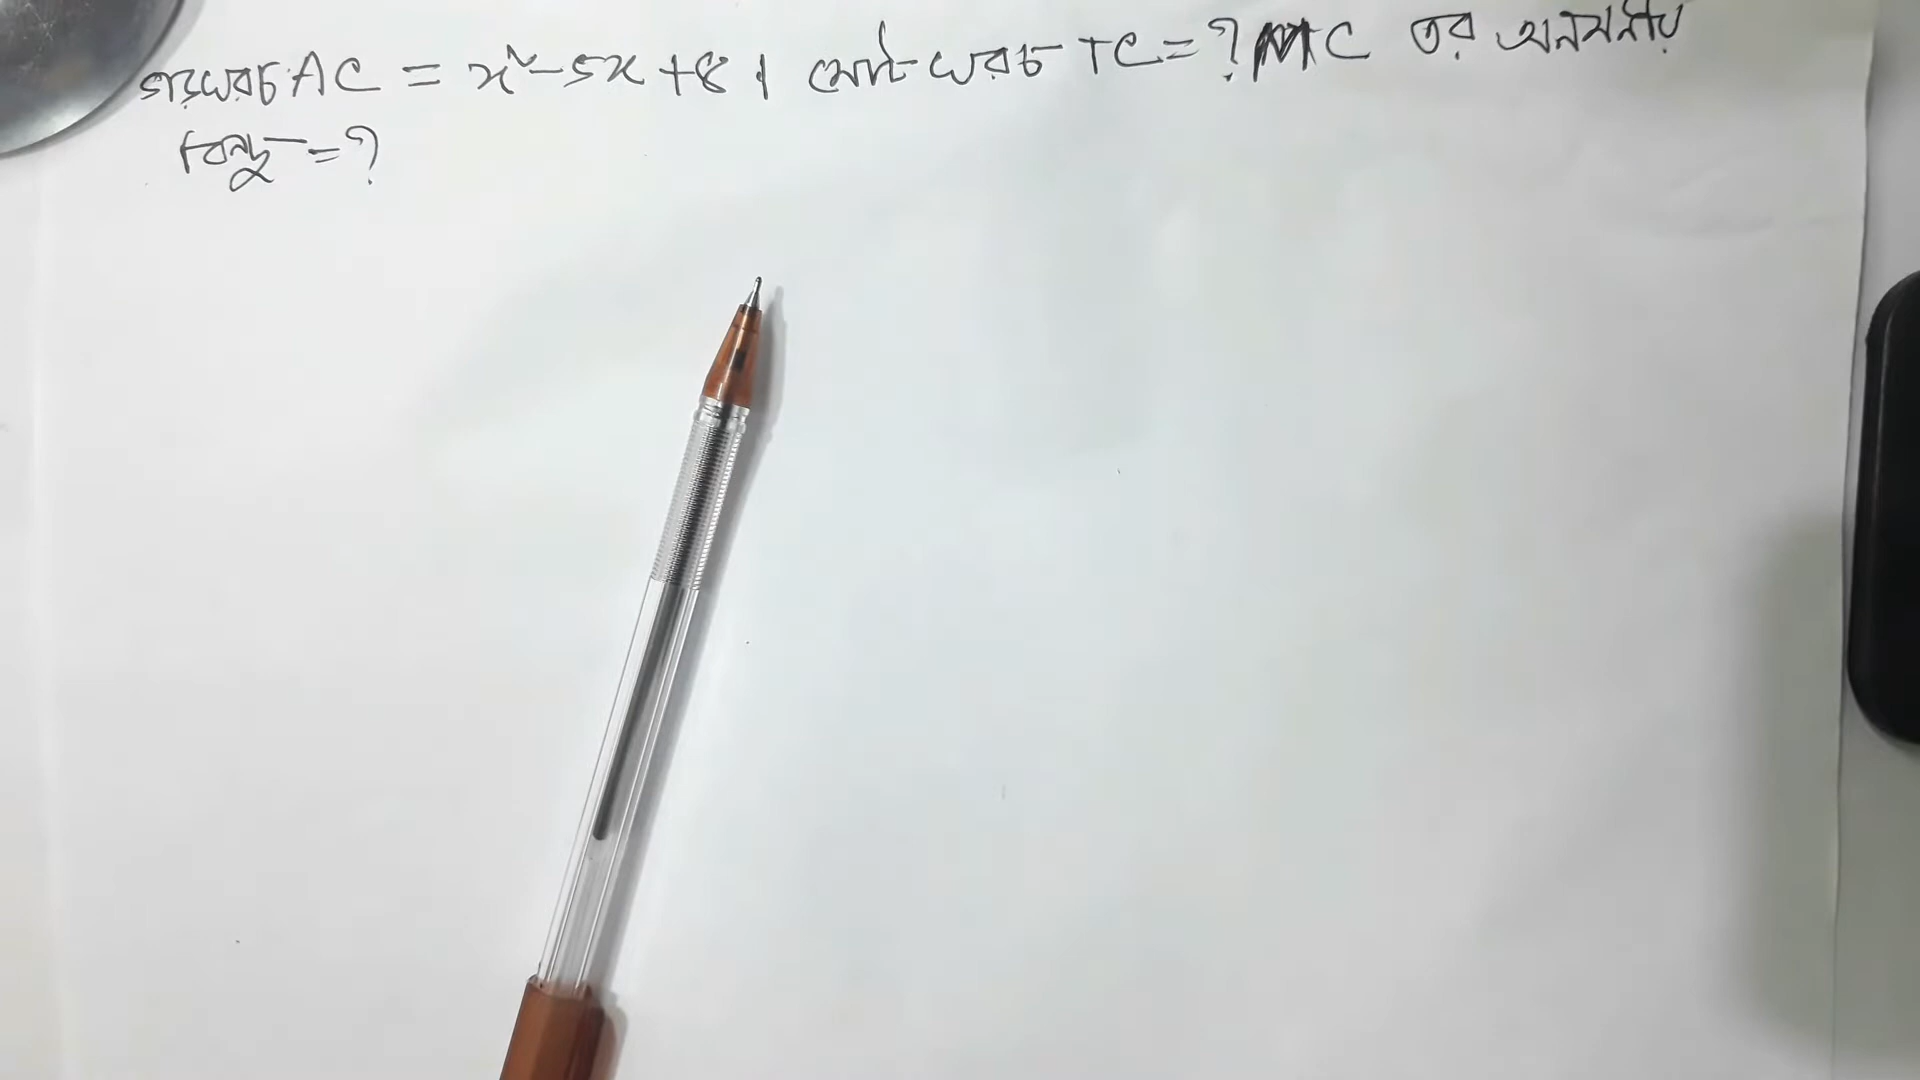 গড়খরচ AC = x² - 5x + 8 । মোট খরচ TC = ? MC এর অনমনীয়
বিন্দু = ?